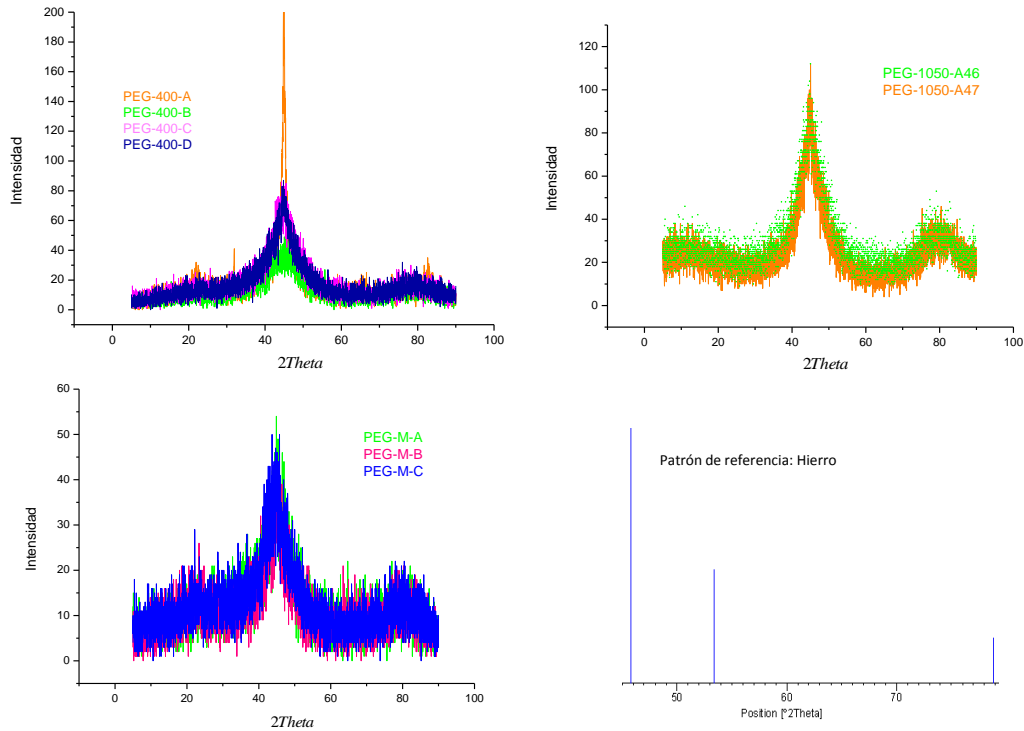 200
180
160
140
120
100
80
60
40
20
0
Intensidad
PEG-400-A
PEG-400-B
PEG-400-C
PEG-400-D
0 20 40 60 80 100
2Theta
120
100
80
60
40
20
0
Intensidad
PEG-1050-A46
PEG-1050-A47
0 20 40 60 80 100
2Theta
60
50
40
30
20
10
0
Intensidad
PEG-M-A
PEG-M-B
PEG-M-C
0 20 40 60 80 100
2Theta
Patrón de referencia: Hierro
50 60 70
Position [°2Theta]